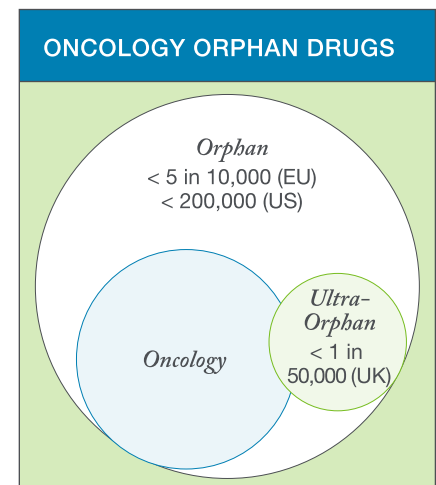 ONCOLOGY ORPHAN DRUGS
Orphan
< 5 in 10,000 (EU)
< 200,000 (US)
Ultra-
Orphan
< 1 in
50,000 (UK)
Oncology